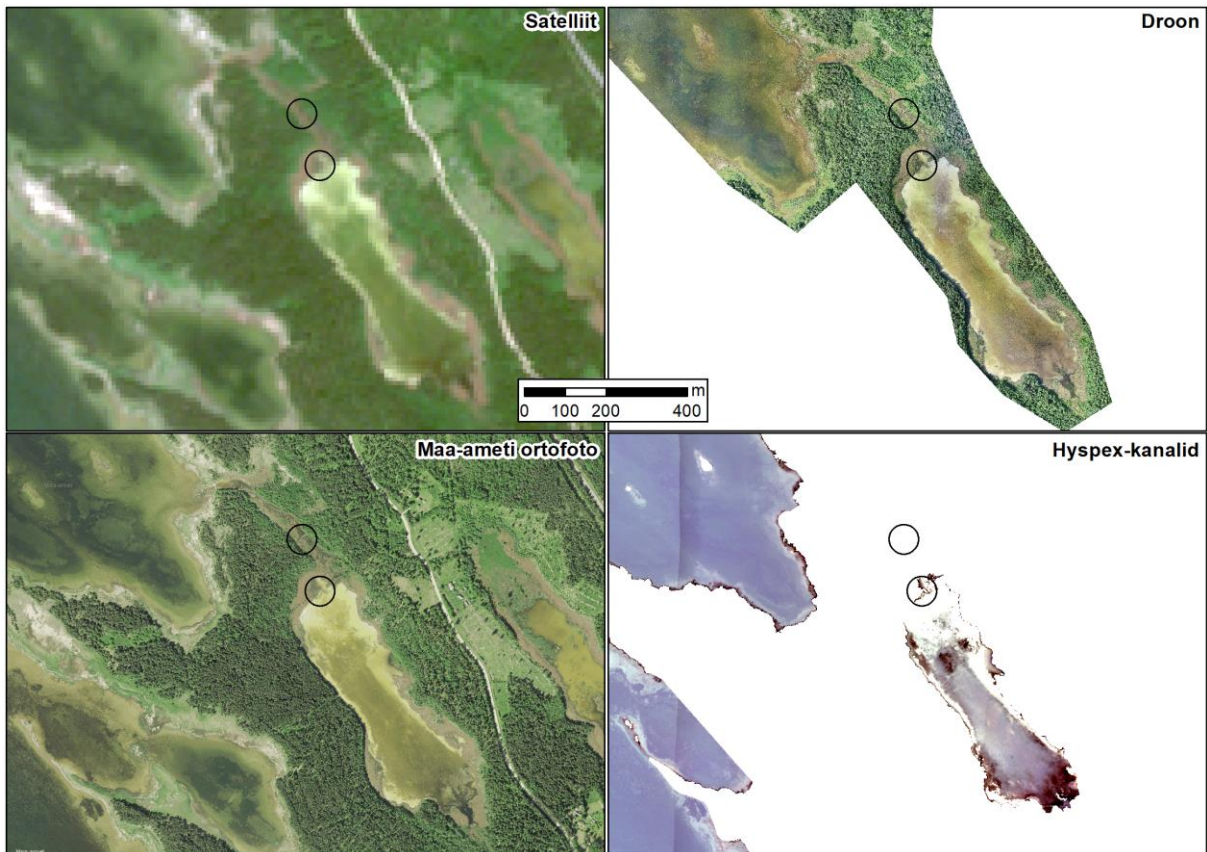 Satelliit
Droon
m
0 100 200 400
Maa-ameti ortofoto
Hyspex-kanalid